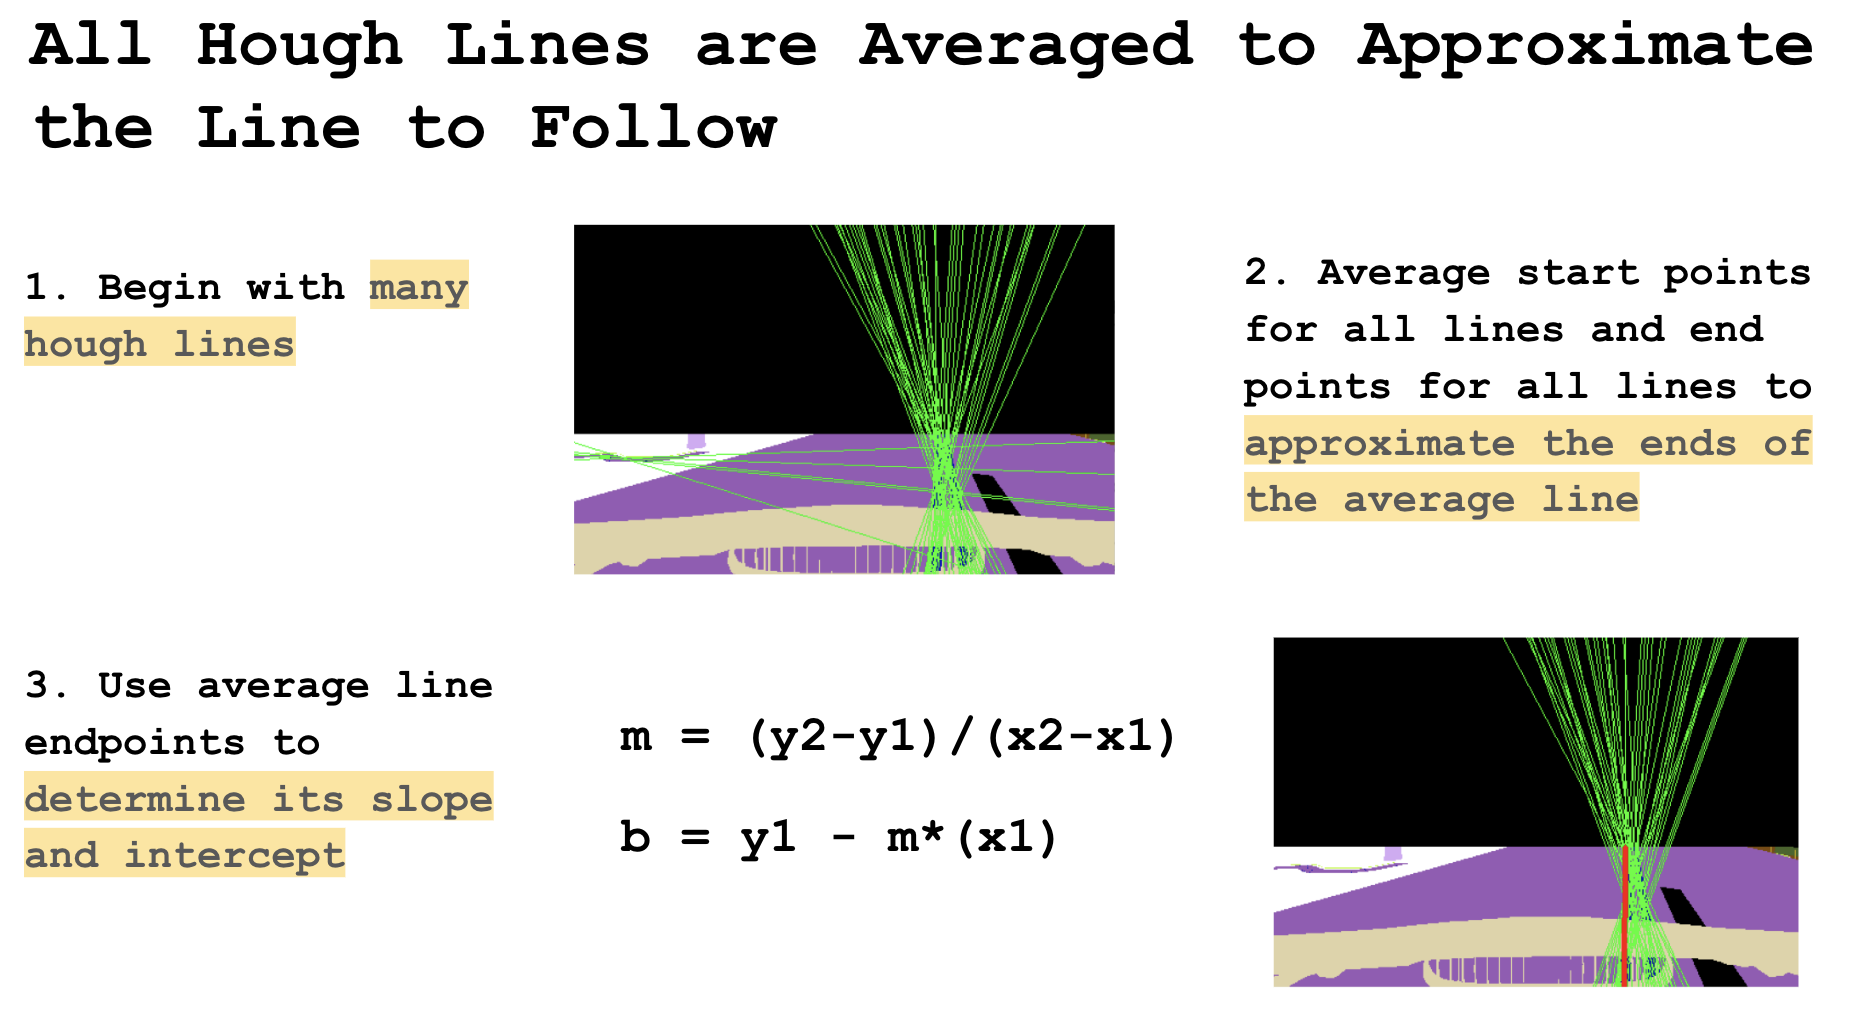 All Hough Lines are Averaged to Approximate
the Line to Follow
1. Begin with many
hough lines
2. Average start points
for all lines and end
points for all lines to
approximate the ends of
the average line
3. Use average line
endpoints to
determine its slope
and intercept
m = (y2-y1)/(x2-x1)
b = y1 - m*(x1)